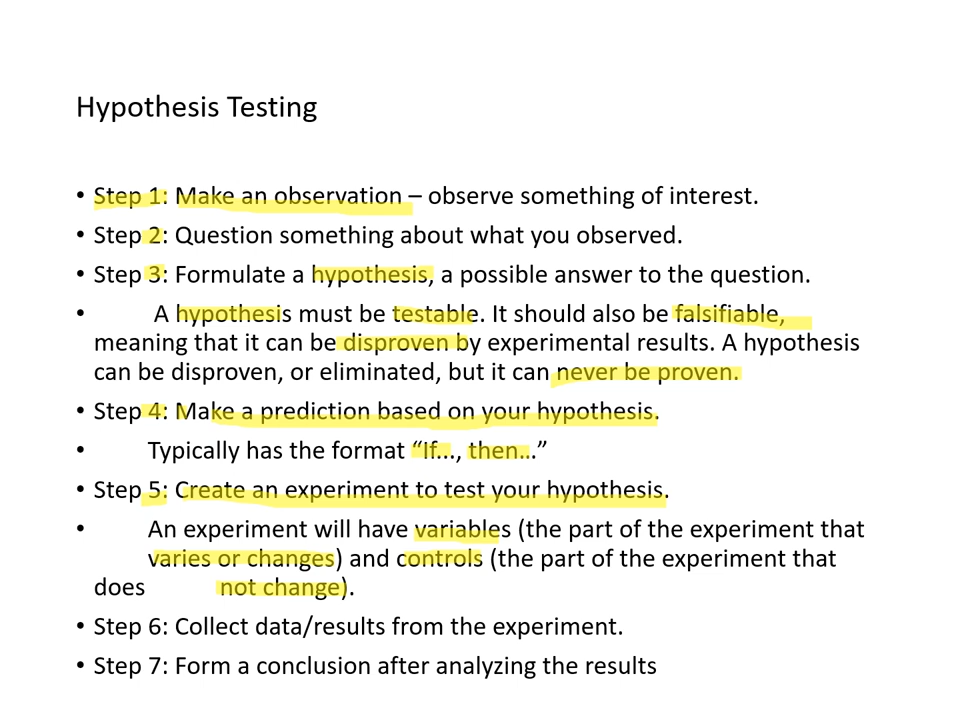 Hypothesis Testing
• Step 1: Make an observation – observe something of interest.
• Step 2: Question something about what you observed.
• Step 3: Formulate a hypothesis, a possible answer to the question.
• A hypothesis must be testable. It should also be falsifiable,
meaning that it can be disproven by experimental results. A hypothesis
can be disproven, or eliminated, but it can never be proven.
• Step 4: Make a prediction based on your hypothesis.
• Typically has the format “If..., then…”
• Step 5: Create an experiment to test your hypothesis.
• An experiment will have variables (the part of the experiment that
varies or changes) and controls (the part of the experiment that
does not change).
• Step 6: Collect data/results from the experiment.
• Step 7: Form a conclusion after analyzing the results